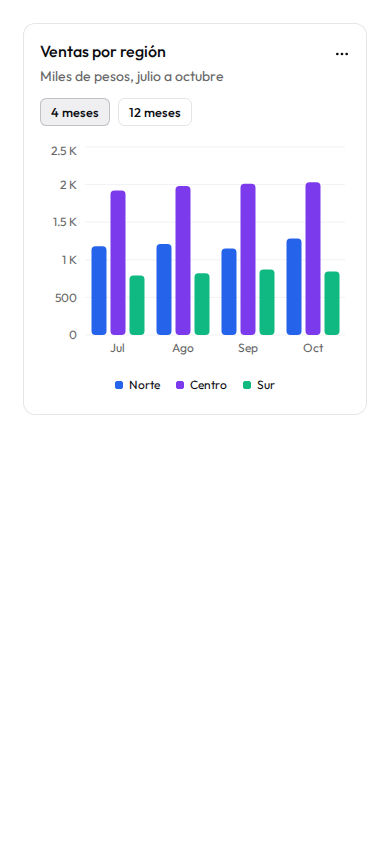 Ventas por región
...
Miles de pesos, julio a octubre
4 meses 12 meses
2.5 K
2 K
1.5 K
1 K
500
0
Jul Ago Sep Oct
Norte Centro Sur